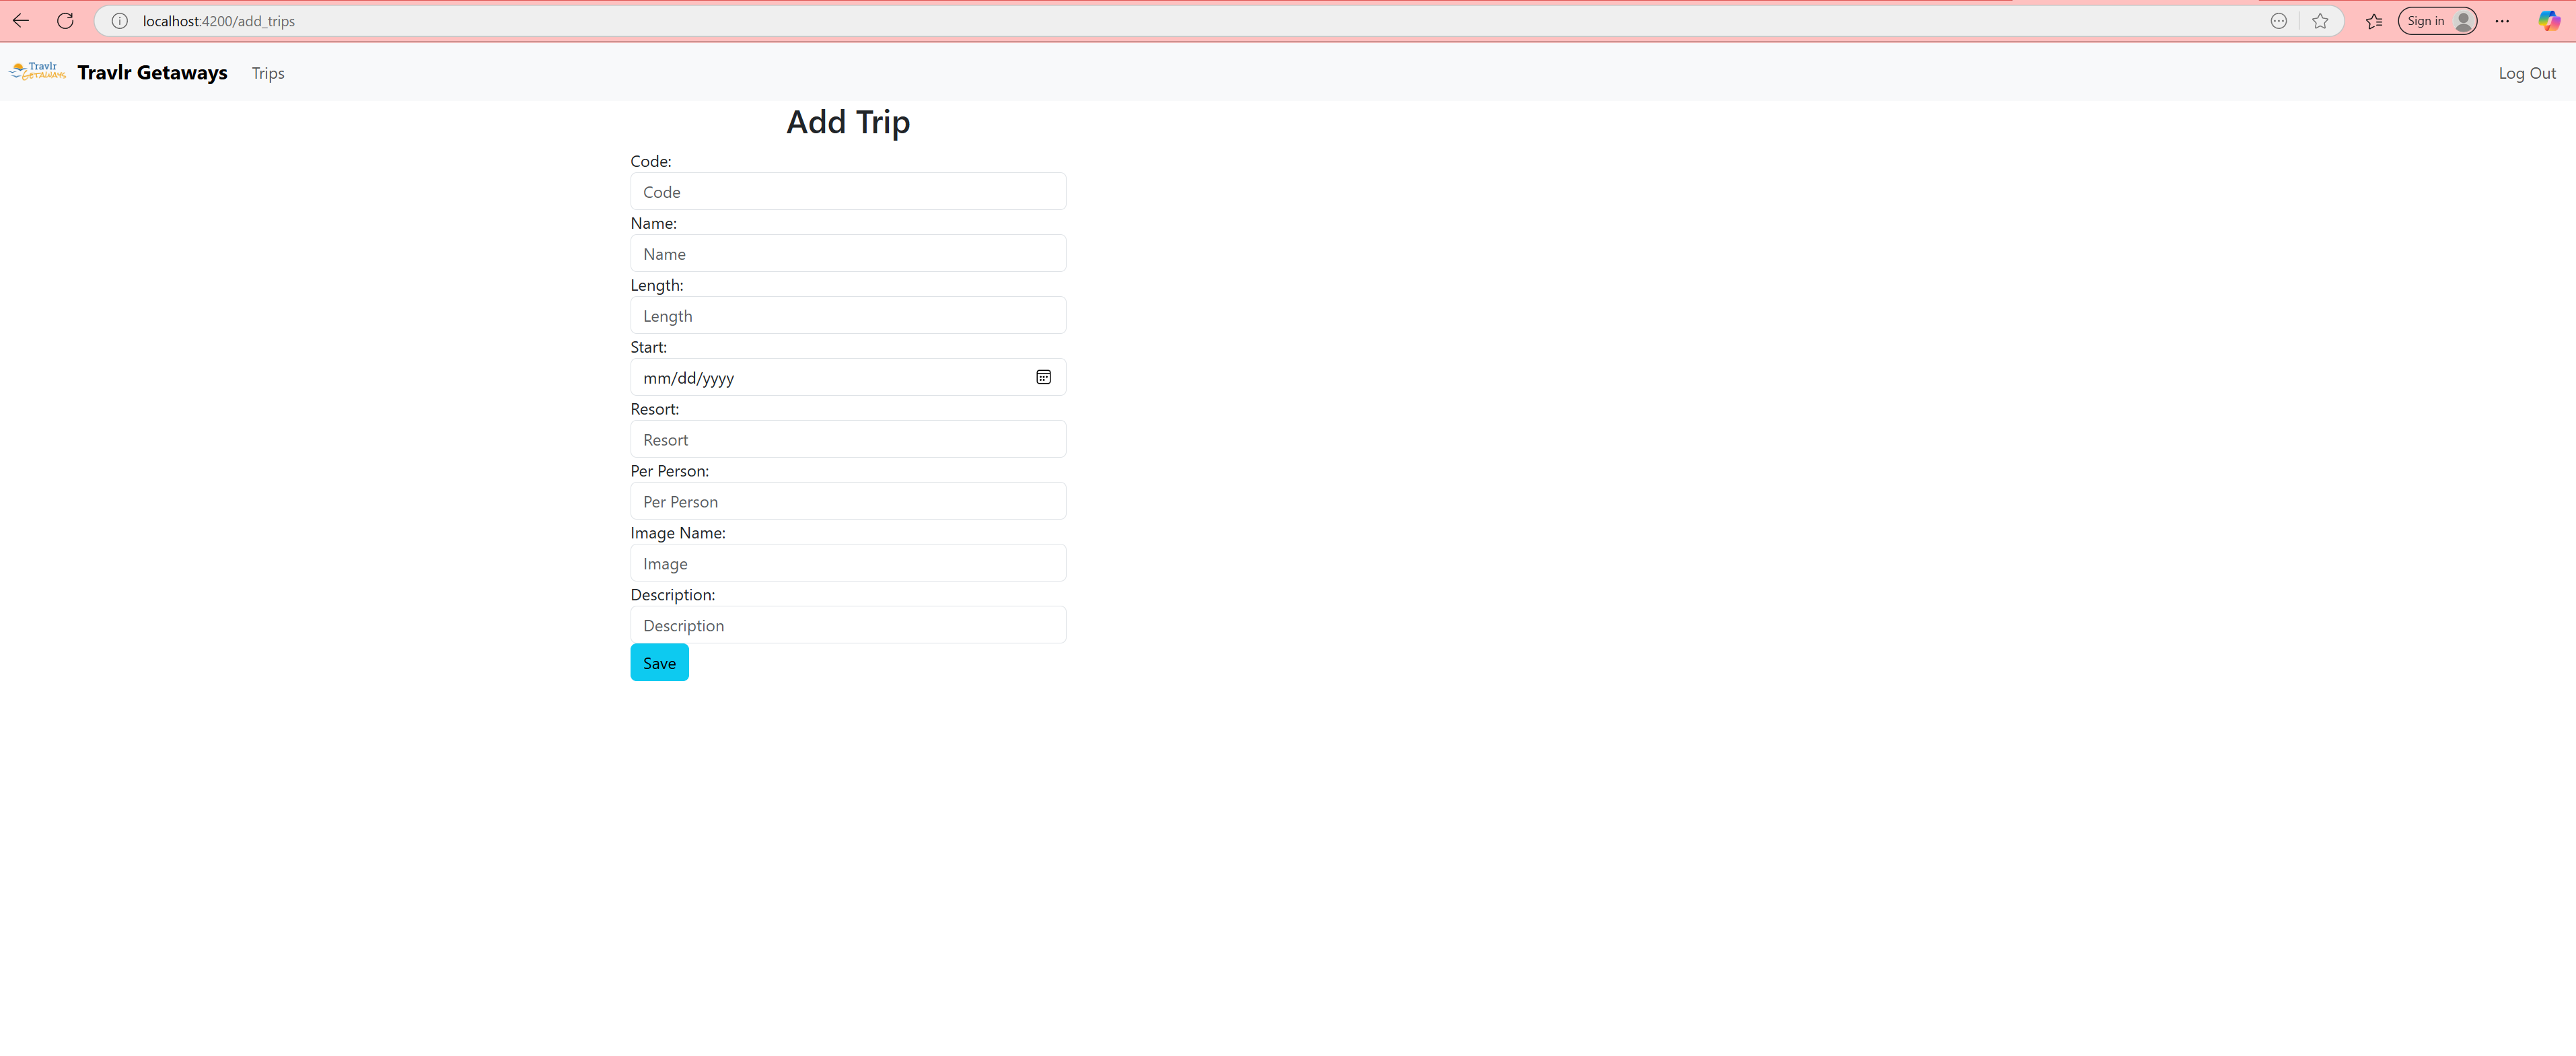 localhost:4200/add_trips
Sign in
Travlr
GETAWAYS
Travlr Getaways
Trips
Log Out
Add Trip
Code:
Code
Name:
Name
Length:
Length
Start:
mm/dd/yyyy
Resort:
Resort
Per Person:
Per Person
Image Name:
Image
Description:
Description
Save